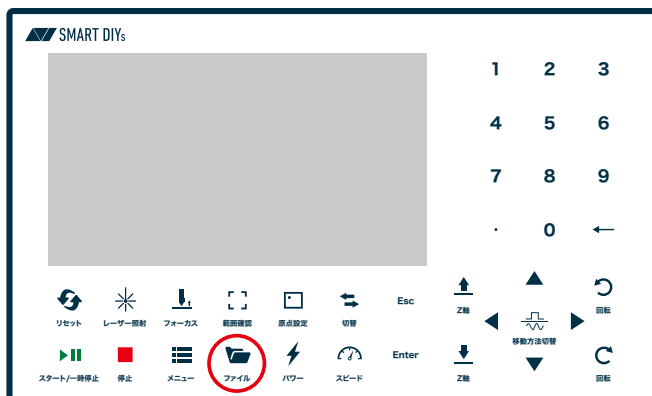 SMART DIYs
1 2 3
4 5 6
7 8 9
. 0 ←
リセット レーザー照射 フォーカス 範囲確認 原点設定 切替 Esc
Z軸 回転
移動方法切替
スタート/一時停止 停止 メニュー ファイル パワー スピード Enter
Z軸 回転